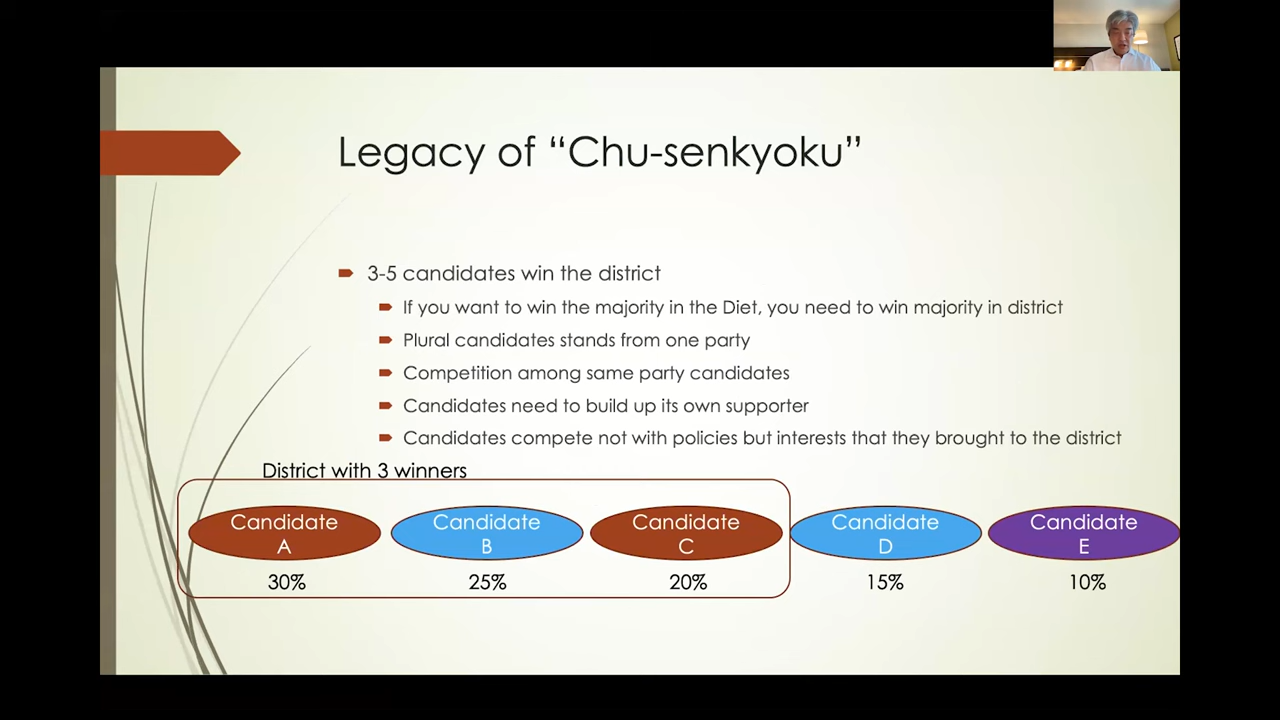 Legacy of “Chu-senkyoku”
3-5 candidates win the district
If you want to win the majority in the Diet, you need to win majority in district
Plural candidates stands from one party
Competition among same party candidates
Candidates need to build up its own supporter
Candidates compete not with policies but interests that they brought to the district
District with 3 winners
Candidate A
Candidate B
Candidate C
Candidate D
Candidate E
30%
25%
20%
15%
10%